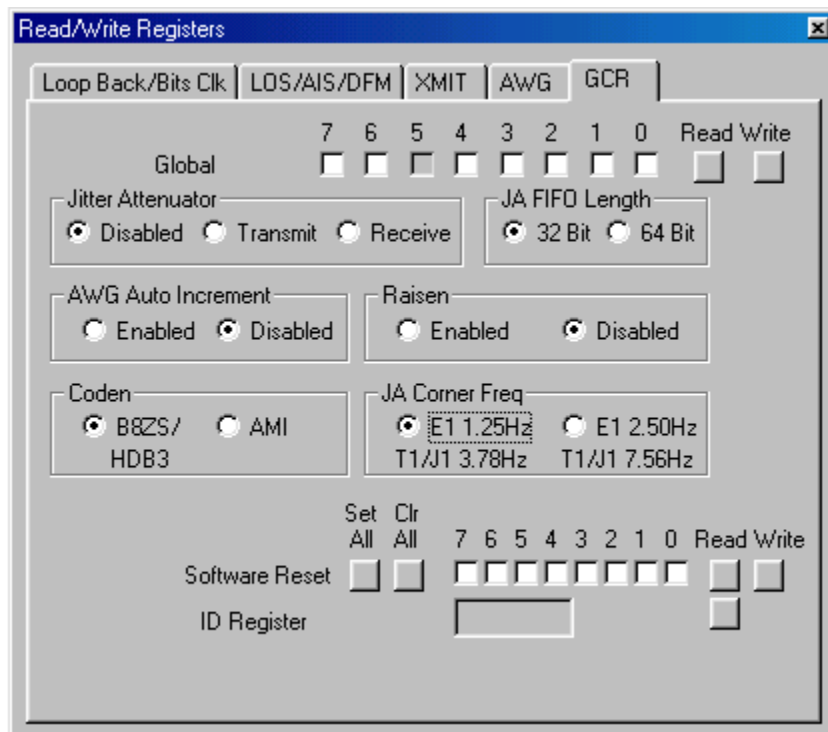 Read/Write Registers
Loop Back/Bits Clk LOS/AIS/DFM XMIT AWG GCR
7 6 5 4 3 2 1 0 Read Write
Global
Jitter Attenuator JA FIFO Length
Disabled Transmit Receive 32 Bit 64 Bit
AWG Auto Increment Raisen
Enabled Disabled Enabled Disabled
Coden JA Corner Freq
B8ZS/ AMI E1 1.25Hz E1 2.50Hz
HDB3 T1/J1 3.78Hz T1/J1 7.56Hz
Set Clr
All All 7 6 5 4 3 2 1 0 Read Write
Software Reset
ID Register